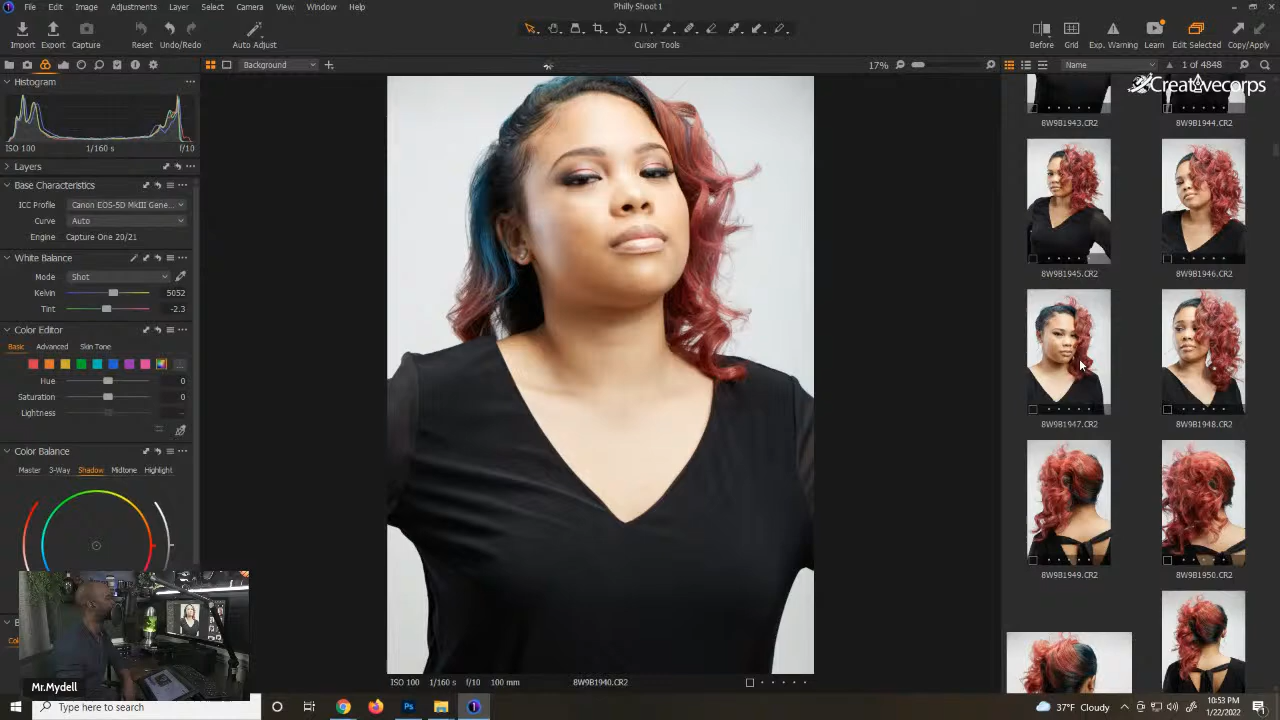 Philly Shoot 1
File Edit View Image Adjustments Layer Select Camera Window Help
Import Export Capture Reset Undo/Redo Auto Adjust Cursor Tools Before Grid Exp. Warning Learn Edit Selected Copy/Apply
Background 17% Name 1 of 4848
Creativecorps
Histogram
ISO 100 1/160 s f/10
Layers
Base Characteristics
ICC Profile Canon EOS-5D MkIII Gene...
Curve Auto
Engine Capture One 20/21
White Balance
Mode Shot
Kelvin 5052
Tint -2.3
Color Editor
Basic Advanced Skin Tone
Hue 0
Saturation 0
Lightness
Color Balance
Master 3-Way Shadow Midtone Highlight
Mr.Mydell
ISO 100 1/160 s f/10 100 mm 8W9B1940.CR2
8W9B1943.CR2 8W9B1944.CR2
8W9B1945.CR2 8W9B1946.CR2
8W9B1947.CR2 8W9B1948.CR2
8W9B1949.CR2 8W9B1950.CR2
Type here to search
Ps
37°F Cloudy
10:53 PM
1/22/2022